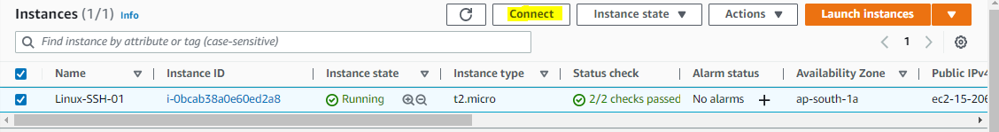 Instances (1/1) Info Connect Instance state Actions Launch instances
Find instance by attribute or tag (case-sensitive) 1
Name Instance ID Instance state Instance type Status check Alarm status Availability Zone Public IPv4
Linux-SSH-01 i-0bcab38a0e60ed2a8 Running t2.micro 2/2 checks passed No alarms + ap-south-1a ec2-15-206